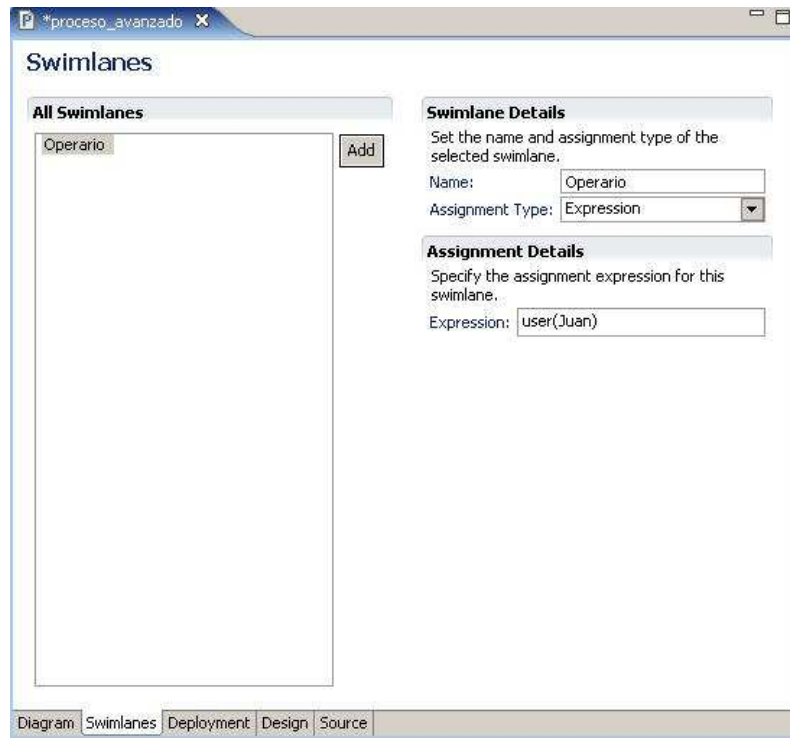 *proceso_avanzado
Swimlanes
All Swimlanes
Operario
Add
Swimlane Details
Set the name and assignment type of the
selected swimlane.
Name: Operario
Assignment Type: Expression
Assignment Details
Specify the assignment expression for this
swimlane.
Expression: user(Juan)
Diagram Swimlanes Deployment Design Source